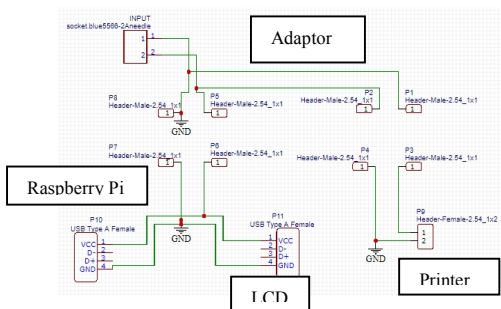 INPUT
socket.blue5566-2Aneedle
1 1
2 2
Adaptor
P8
Header-Male-2.54_1x1
1
P5
Header-Male-2.54_1x1
1
P2
Header-Male-2.54_1x1
1
P1
Header-Male-2.54_1x1
1
GND
P7
Header-Male-2.54_1x1
1
P6
Header-Male-2.54_1x1
1
P4
Header-Male-2.54_1x1
1
P3
Header-Male-2.54_1x1
1
Raspberry Pi
P10
USB Type A Female
VCC 1
D- 2
D+ 3
GND 4
GND
P11
USB Type A Female
1 VCC
2 D-
3 D+
4 GND
GND
P9
Header-Female-2.54_1x2
1
2
LCD
Printer